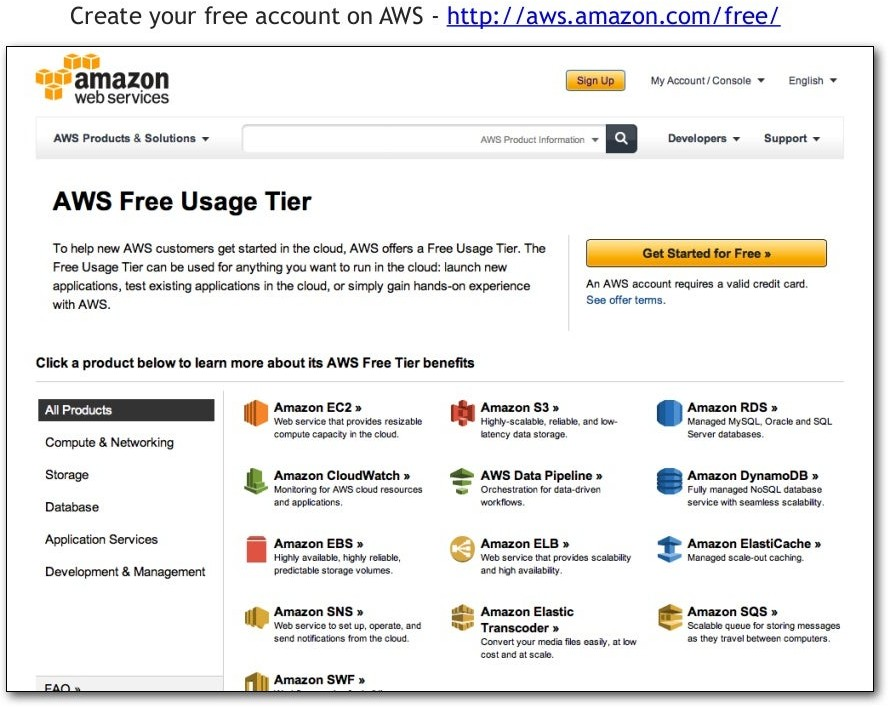 Create your free account on AWS - http://aws.amazon.com/free/
amazon
web services
Sign Up
My Account / Console
English
AWS Products & Solutions
AWS Product Information
Developers
Support
AWS Free Usage Tier
To help new AWS customers get started in the cloud, AWS offers a Free Usage Tier. The
Free Usage Tier can be used for anything you want to run in the cloud: launch new
applications, test existing applications in the cloud, or simply gain hands-on experience
with AWS.
Get Started for Free »
An AWS account requires a valid credit card.
See offer terms.
Click a product below to learn more about its AWS Free Tier benefits
All Products
Compute & Networking
Storage
Database
Application Services
Development & Management
FAQ »
Amazon EC2 »
Web service that provides resizable
compute capacity in the cloud.
Amazon S3 »
Highly-scalable, reliable, and low-
latency data storage.
Amazon RDS »
Managed MySQL, Oracle and SQL
Server databases.
Amazon CloudWatch »
Monitoring for AWS cloud resources
and applications.
AWS Data Pipeline »
Orchestration for data-driven
workflows.
Amazon DynamoDB »
Fully managed NoSQL database
service with seamless scalability.
Amazon EBS »
Highly available, highly reliable,
predictable storage volumes.
Amazon ELB »
Web service that provides scalability
and high availability.
Amazon ElastiCache »
Managed scale-out caching.
Amazon SNS »
Web service to set up, operate, and
send notifications from the cloud.
Amazon Elastic
Transcoder »
Convert your media files easily, at low
cost and at scale.
Amazon SQS »
Scalable queue for storing messages
as they travel between computers.
Amazon SWF »